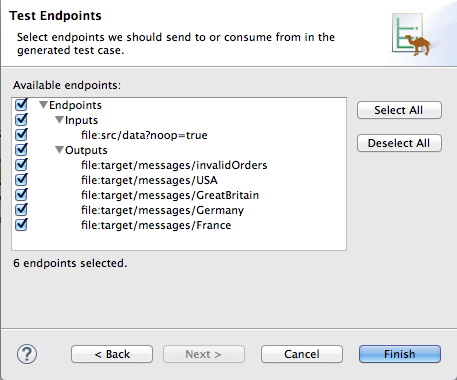 Test Endpoints
Select endpoints we should send to or consume from in the
generated test case.
Available endpoints:
Endpoints
Inputs
file:src/data?noop=true
Outputs
file:target/messages/invalidOrders
file:target/messages/USA
file:target/messages/GreatBritain
file:target/messages/Germany
file:target/messages/France
Select All
Deselect All
6 endpoints selected.
? < Back Next > Cancel Finish